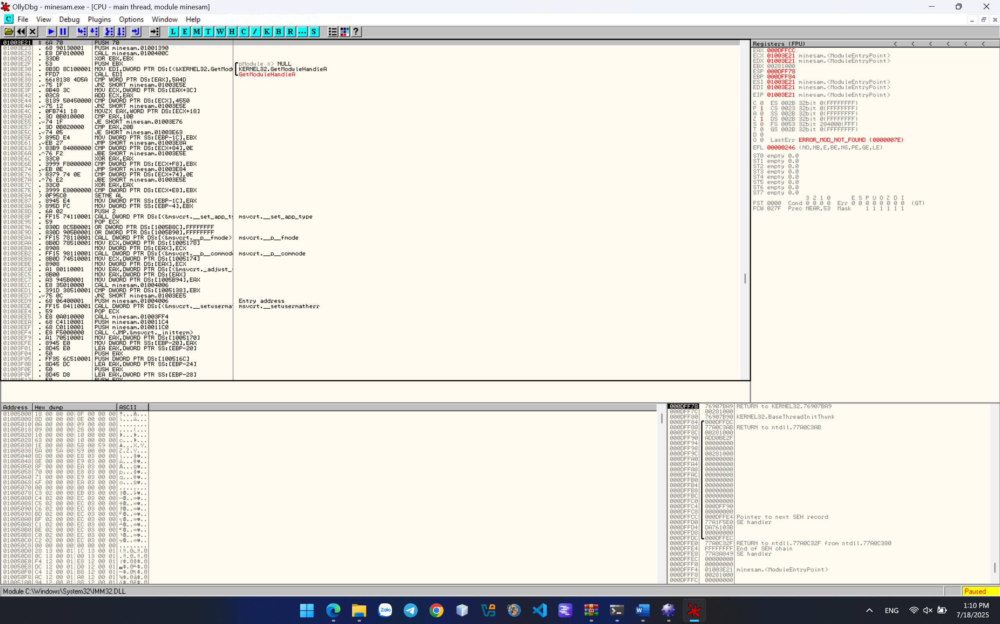 OllyDbg - minesam.exe - [CPU - main thread, module minesam]
C File View Debug Plugins Options Window Help
L E M T W H C / K B R ... S ?
01003E21 $ 6A 70 PUSH 70
01003E23 . 68 90130001 PUSH minesam.01001390
01003E28 . E8 DF010000 CALL minesam.0100400C
01003E2D . 33DB XOR EBX,EBX
01003E2F . 53 PUSH EBX pModule => NULL
01003E30 . 8B3D 8C100001 MOV EDI,DWORD PTR DS:[<&KERNEL32.GetMod KERNEL32.GetModuleHandleA
01003E36 . FFD7 CALL EDI GetModuleHandleA
01003E38 . 66:8138 4D5A CMP WORD PTR DS:[EAX],5A4D
01003E3D .v75 1F JNZ SHORT minesam.01003E5E
01003E3F . 8B48 3C MOV ECX,DWORD PTR DS:[EAX+3C]
01003E42 . 03C8 ADD ECX,EAX
01003E44 . 8139 50450000 CMP DWORD PTR DS:[ECX],4550
01003E4A .v75 12 JNZ SHORT minesam.01003E5E
01003E4C . 0FB741 18 MOVZX EAX,WORD PTR DS:[ECX+18]
01003E50 . 3D 0B010000 CMP EAX,10B
01003E55 .v74 1F JE SHORT minesam.01003E76
01003E57 . 3D 0B020000 CMP EAX,20B
01003E5C .v74 05 JE SHORT minesam.01003E63
01003E5E > 895D E4 MOV DWORD PTR SS:[EBP-1C],EBX
01003E61 .vEB 27 JMP SHORT minesam.01003E8A
01003E63 > 83B9 84000000 CMP DWORD PTR DS:[ECX+84],0E
01003E6A .^76 F2 JBE SHORT minesam.01003E5E
01003E6C . 33C0 XOR EAX,EAX
01003E6E . 3999 F8000000 CMP DWORD PTR DS:[ECX+F8],EBX
01003E74 .vEB 0E JMP SHORT minesam.01003E84
01003E76 > 8379 74 0E CMP DWORD PTR DS:[ECX+74],0E
01003E7A .^76 E2 JBE SHORT minesam.01003E5E
01003E7C . 33C0 XOR EAX,EAX
01003E7E . 3999 E8000000 CMP DWORD PTR DS:[ECX+E8],EBX
01003E84 > 0F95C0 SETNE AL
01003E87 . 8945 E4 MOV DWORD PTR SS:[EBP-1C],EAX
01003E8A > 895D FC MOV DWORD PTR SS:[EBP-4],EBX
01003E8D . 6A 02 PUSH 2
01003E8F . FF15 74110001 CALL DWORD PTR DS:[<&msvcrt.__set_app_ty msvcrt.__set_app_type
01003E95 . 59 POP ECX
01003E96 . 830D 8C5B0001 OR DWORD PTR DS:[1005B8C],FFFFFFFF
01003E9D . 830D 905B0001 OR DWORD PTR DS:[1005B90],FFFFFFFF
01003EA4 . FF15 78110001 CALL DWORD PTR DS:[<&msvcrt.__p__fmode> msvcrt.__p__fmode
01003EAA . 8B0D 78510001 MOV ECX,DWORD PTR DS:[1005178]
01003EB0 . 8908 MOV DWORD PTR DS:[EAX],ECX
01003EB2 . FF15 98110001 CALL DWORD PTR DS:[<&msvcrt.__p__commod msvcrt.__p__commode
01003EB8 . 8B0D 74510001 MOV ECX,DWORD PTR DS:[1005174]
01003EBE . 8908 MOV DWORD PTR DS:[EAX],ECX
01003EC0 . A1 80110001 MOV EAX,DWORD PTR DS:[<&msvcrt._adjust_
01003EC5 . 8B00 MOV EAX,DWORD PTR DS:[EAX]
01003EC7 . A3 945B0001 MOV DWORD PTR DS:[1005B94],EAX
01003ECC . E8 35010000 CALL minesam.01004006
01003ED1 . 391D 38510001 CMP DWORD PTR DS:[1005138],EBX
01003ED7 .v75 0C JNZ SHORT minesam.01003EE5
01003ED9 . 68 06400001 PUSH minesam.01004006 Entry address
01003EDE . FF15 84110001 CALL DWORD PTR DS:[<&msvcrt.__setuserma msvcrt.__setusermatherr
01003EE4 . 59 POP ECX
01003EE5 > E8 0A010000 CALL minesam.01003FF4
01003EEA . 68 C4110001 PUSH minesam.010011C4
01003EEF . 68 C0110001 PUSH minesam.010011C0
01003EF4 . E8 F5000000 CALL <JMP.&msvcrt._initterm>
01003EF9 . A1 70510001 MOV EAX,DWORD PTR DS:[1005170]
01003EFE . 8945 E0 MOV DWORD PTR SS:[EBP-20],EAX
01003F01 . 8D45 E0 LEA EAX,DWORD PTR SS:[EBP-20]
01003F04 . 50 PUSH EAX
01003F05 . FF35 6C510001 PUSH DWORD PTR DS:[100516C]
01003F0B . 8D45 DC LEA EAX,DWORD PTR SS:[EBP-24]
01003F0E . 50 PUSH EAX
01003F0F . 8D45 D8 LEA EAX,DWORD PTR SS:[EBP-28]
01003F12 . 50 PUSH EAX
Registers (FPU) < < < < < <
EAX 000DFFCC
ECX 01003E21 minesam.<ModuleEntryPoint>
EDX 01003E21 minesam.<ModuleEntryPoint>
EBX 00281000
ESP 000DFF78
EBP 000DFF84
ESI 01003E21 minesam.<ModuleEntryPoint>
EDI 01003E21 minesam.<ModuleEntryPoint>
EIP 01003E21 minesam.<ModuleEntryPoint>
C 0 ES 002B 32bit 0(FFFFFFFF)
P 1 CS 0023 32bit 0(FFFFFFFF)
A 0 SS 002B 32bit 0(FFFFFFFF)
Z 1 DS 002B 32bit 0(FFFFFFFF)
S 0 FS 0053 32bit 284000(FFF)
T 0 GS 002B 32bit 0(FFFFFFFF)
D 0
O 0 LastErr ERROR_MOD_NOT_FOUND (0000007E)
EFL 00000246 (NO,NB,E,BE,NS,PE,GE,LE)
ST0 empty 0.0
ST1 empty 0.0
ST2 empty 0.0
ST3 empty 0.0
ST4 empty 0.0
ST5 empty 0.0
ST6 empty 0.0
ST7 empty 0.0
3 2 1 0 E S P U O Z D I
FST 0000 Cond 0 0 0 0 Err 0 0 0 0 0 0 0 0 (GT)
FCW 027F Prec NEAR,53 Mask 1 1 1 1 1 1
Address Hex dump ASCII
01005000 18 00 00 00 8F 00 00 00
01005008 8D 00 00 00 8E 00 00 00
01005010 0A 00 00 00 09 00 00 00
01005018 09 00 00 00 28 00 00 00
01005020 10 00 00 00 10 00 00 00
01005028 63 00 00 00 10 00 00 00
01005030 1E 00 00 00 58 00 59 00
01005038 5A 00 5A 00 59 00 00 00
01005040 8D 00 00 00 E8 03 00 00
01005048 8E 00 00 00 E9 03 00 00
01005050 8F 00 00 00 EA 03 00 00
01005058 70 00 00 00 E8 03 00 00
01005060 71 00 00 00 E9 03 00 00
01005068 6F 00 00 00 EA 03 00 00
01005070 00 00 00 00 00 00 00 00
01005078 C3 02 00 00 EB 03 00 00
01005080 C4 02 00 00 EC 03 00 00
01005088 C5 02 00 00 EC 03 00 00
01005090 C6 02 00 00 EC 03 00 00
01005098 BD 02 00 00 EC 03 00 00
010050A0 BF 02 00 00 EC 03 00 00
010050A8 C1 02 00 00 EC 03 00 00
010050B0 BE 02 00 00 EC 03 00 00
010050B8 C0 02 00 00 EC 03 00 00
010050C0 C2 02 00 00 EC 03 00 00
010050C8 00 00 00 00 00 00 00 00
010050D0 28 13 00 01 1C 13 00 01
010050D8 0C 13 00 01 00 13 00 01
010050E0 F4 12 00 01 E8 12 00 01
010050E8 DC 12 00 01 D0 12 00 01
010050F0 C4 12 00 01 B8 12 00 01
010050F8 AC 12 00 01 A0 12 00 01
01005100 94 12 00 01 88 12 00 01
000DFF78 76907BA9 RETURN to KERNEL32.76907BA9
000DFF7C 00281000
000DFF80 76907B90 KERNEL32.BaseThreadInitThunk
000DFF84 000DFFDC
000DFF88 77A0C3AB RETURN to ntdll.77A0C3AB
000DFF8C 00281000
000DFF90 ADD0BE2F
000DFF94 00000000
000DFF98 00000000
000DFF9C 00281000
000DFFA0 00000000
000DFFA4 00000000
000DFFA8 00000000
000DFFAC 00000000
000DFFB0 00000000
000DFFB4 00000000
000DFFB8 00000000
000DFFBC 00000000
000DFFC0 00000000
000DFFC4 000DFF90
000DFFC8 00000000
000DFFCC 000DFFE4 Pointer to next SEH record
000DFFD0 77A1F5E0 SE handler
000DFFD4 DA76103B
000DFFD8 00000000
000DFFDC 000DFFEC
000DFFE0 77A0C32F RETURN to ntdll.77A0C32F from ntdll.77A0C380
000DFFE4 FFFFFFFF End of SEH chain
000DFFE8 77A3A849 SE handler
000DFFEC 00000000
000DFFF0 00000000
000DFFF4 01003E21 minesam.<ModuleEntryPoint>
000DFFF8 00281000
000DFFFC 00000000
Module C:\Windows\System32\IMM32.DLL
Paused
Zalo
ENG
1:10 PM
7/18/2025